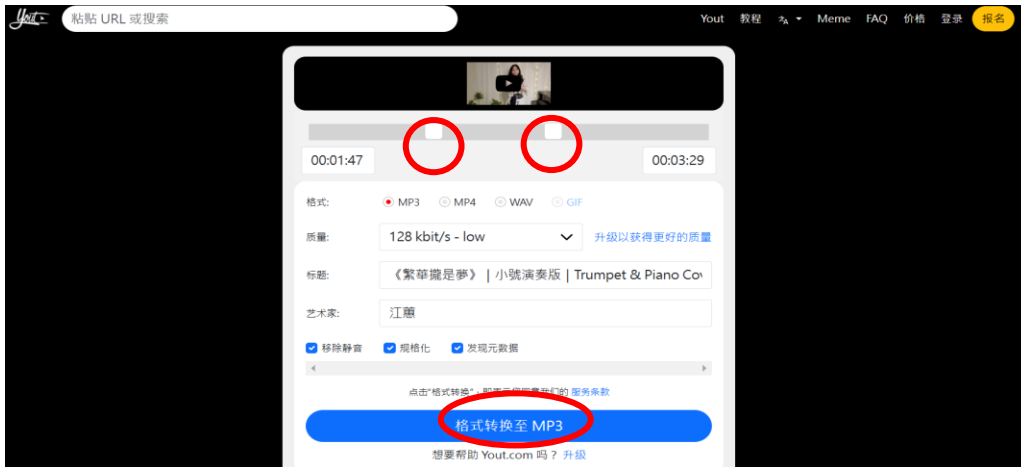 Yout
粘贴 URL 或搜索
Yout 教程 Meme FAQ 价格 登录 报名
00:01:47
00:03:29
格式: MP3 MP4 WAV GIF
质量: 128 kbit/s - low 升级以获得更好的质量
标题: 《繁華攏是夢》 | 小號演奏版 | Trumpet & Piano Cov
艺术家: 江蕙
移除静音 规格化 发现元数据
点击"格式转换"，即表示您同意我们的 服务条款
格式转换至 MP3
想要帮助 Yout.com 吗？ 升级